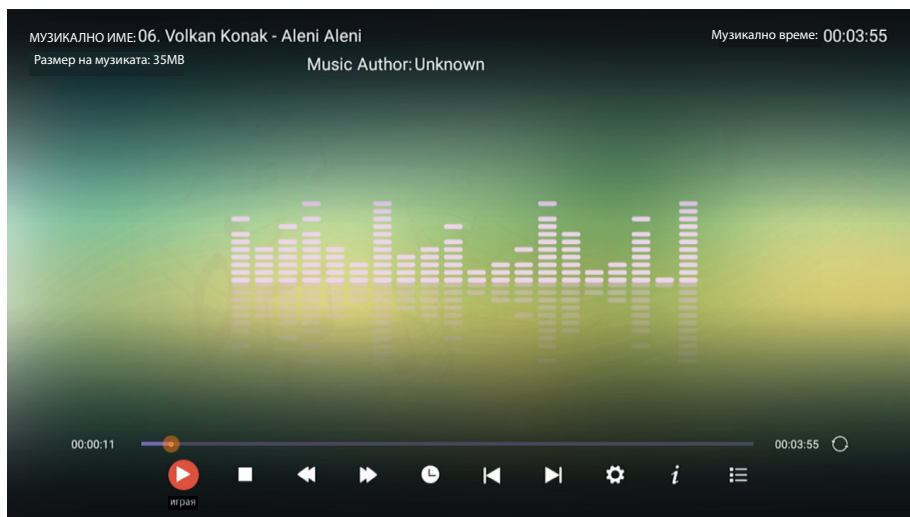 МУЗИКАЛНО ИМЕ: 06. Volkan Konak - Aleni Aleni
Музикално време: 00:03:55
Размер на музиката: 35MB
Music Author: Unknown
00:00:11
00:03:55
i
играя